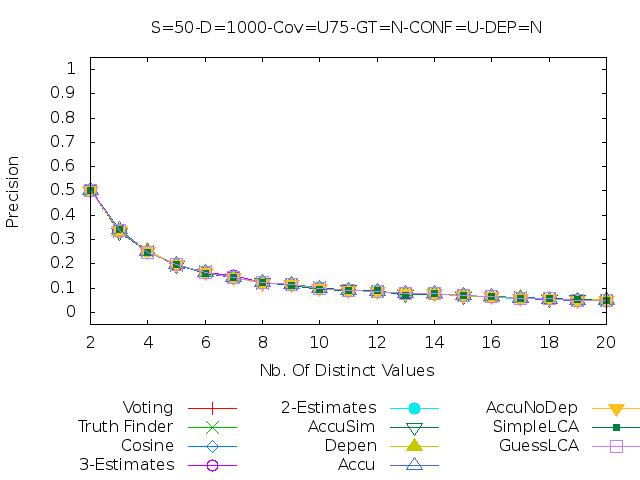 S=50-D=1000-Cov=U75-GT=N-CONF=U-DEP=N
Precision
1
0.9
0.8
0.7
0.6
0.5
0.4
0.3
0.2
0.1
0
2 4 6 8 10 12 14 16 18 20
Nb. Of Distinct Values
Voting 2-Estimates AccuNoDep
Truth Finder AccuSim SimpleLCA
Cosine Depen GuessLCA
3-Estimates Accu